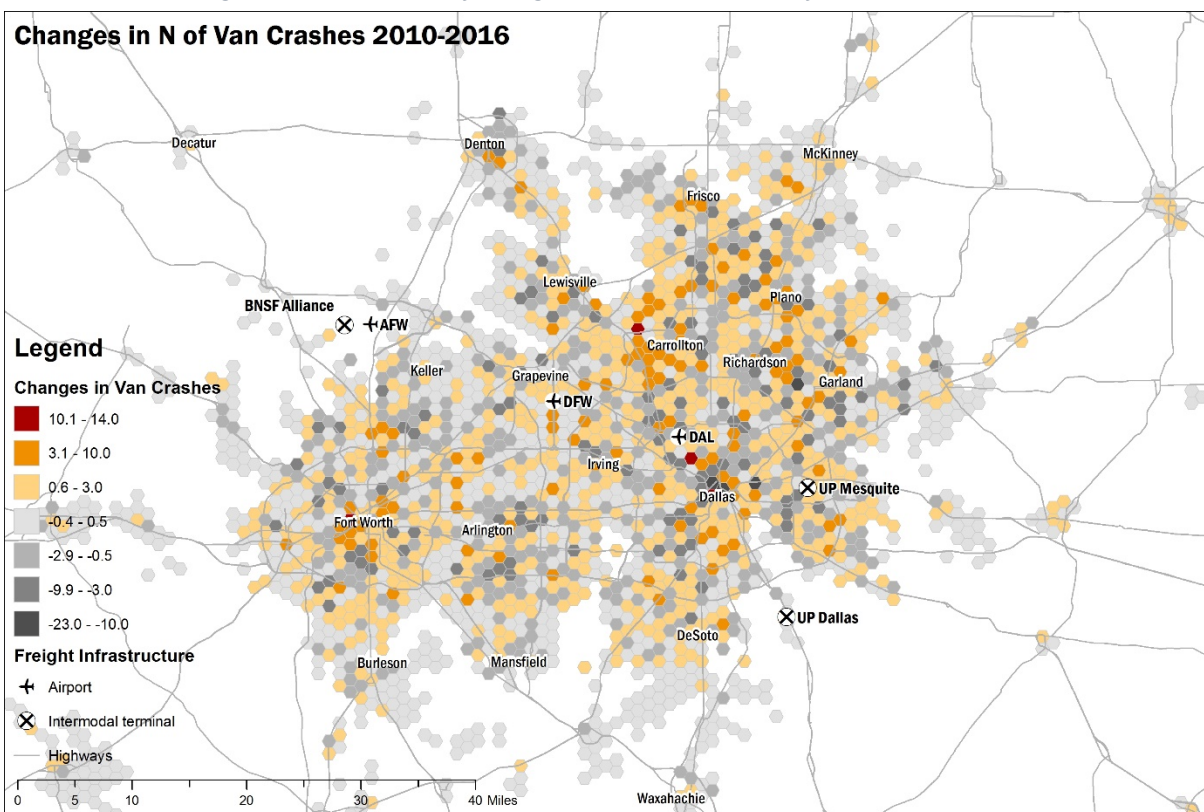 Changes in N of Van Crashes 2010-2016
Decatur
Denton
McKinney
Frisco
Lewisville
BNSF Alliance
AFW
Plano
Carrollton
Keller
Grapevine
Richardson
Garland
DFW
DAL
Irving
Dallas
UP Mesquite
Fort Worth
Arlington
UP Dallas
DeSoto
Burleson
Mansfield
Waxahachie
Legend
Changes in Van Crashes
10.1 - 14.0
3.1 - 10.0
0.6 - 3.0
-0.4 - 0.5
-2.9 - -0.5
-9.9 - -3.0
-23.0 - -10.0
Freight Infrastructure
Airport
Intermodal terminal
Highways
0 5 10 20 30 40 Miles